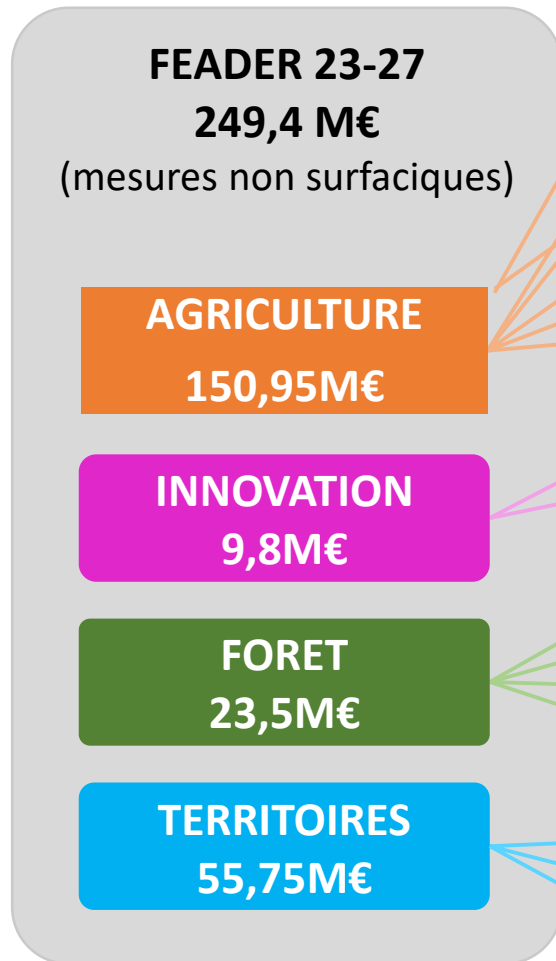 FEADER 23-27
249,4 M€
(mesures non surfaciques)
AGRICULTURE
150,95M€
INNOVATION
9,8M€
FORET
23,5M€
TERRITOIRES
55,75M€